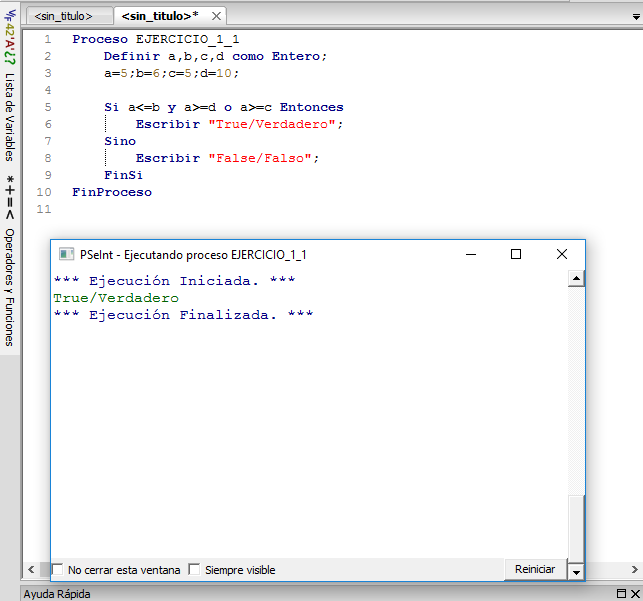 <sin_titulo>
<sin_titulo>*
Lista de Variables
Operadores y Funciones
42'A'¿?
*+=<
1 Proceso EJERCICIO_1_1
2 Definir a,b,c,d como Entero;
3 a=5;b=6;c=5;d=10;
4
5 Si a<=b y a>=d o a>=c Entonces
6 Escribir "True/Verdadero";
7 Sino
8 Escribir "False/Falso";
9 FinSi
10 FinProceso
11
PSeInt - Ejecutando proceso EJERCICIO_1_1
*** Ejecución Iniciada. ***
True/Verdadero
*** Ejecución Finalizada. ***
No cerrar esta ventana
Siempre visible
Reiniciar
Ayuda Rápida